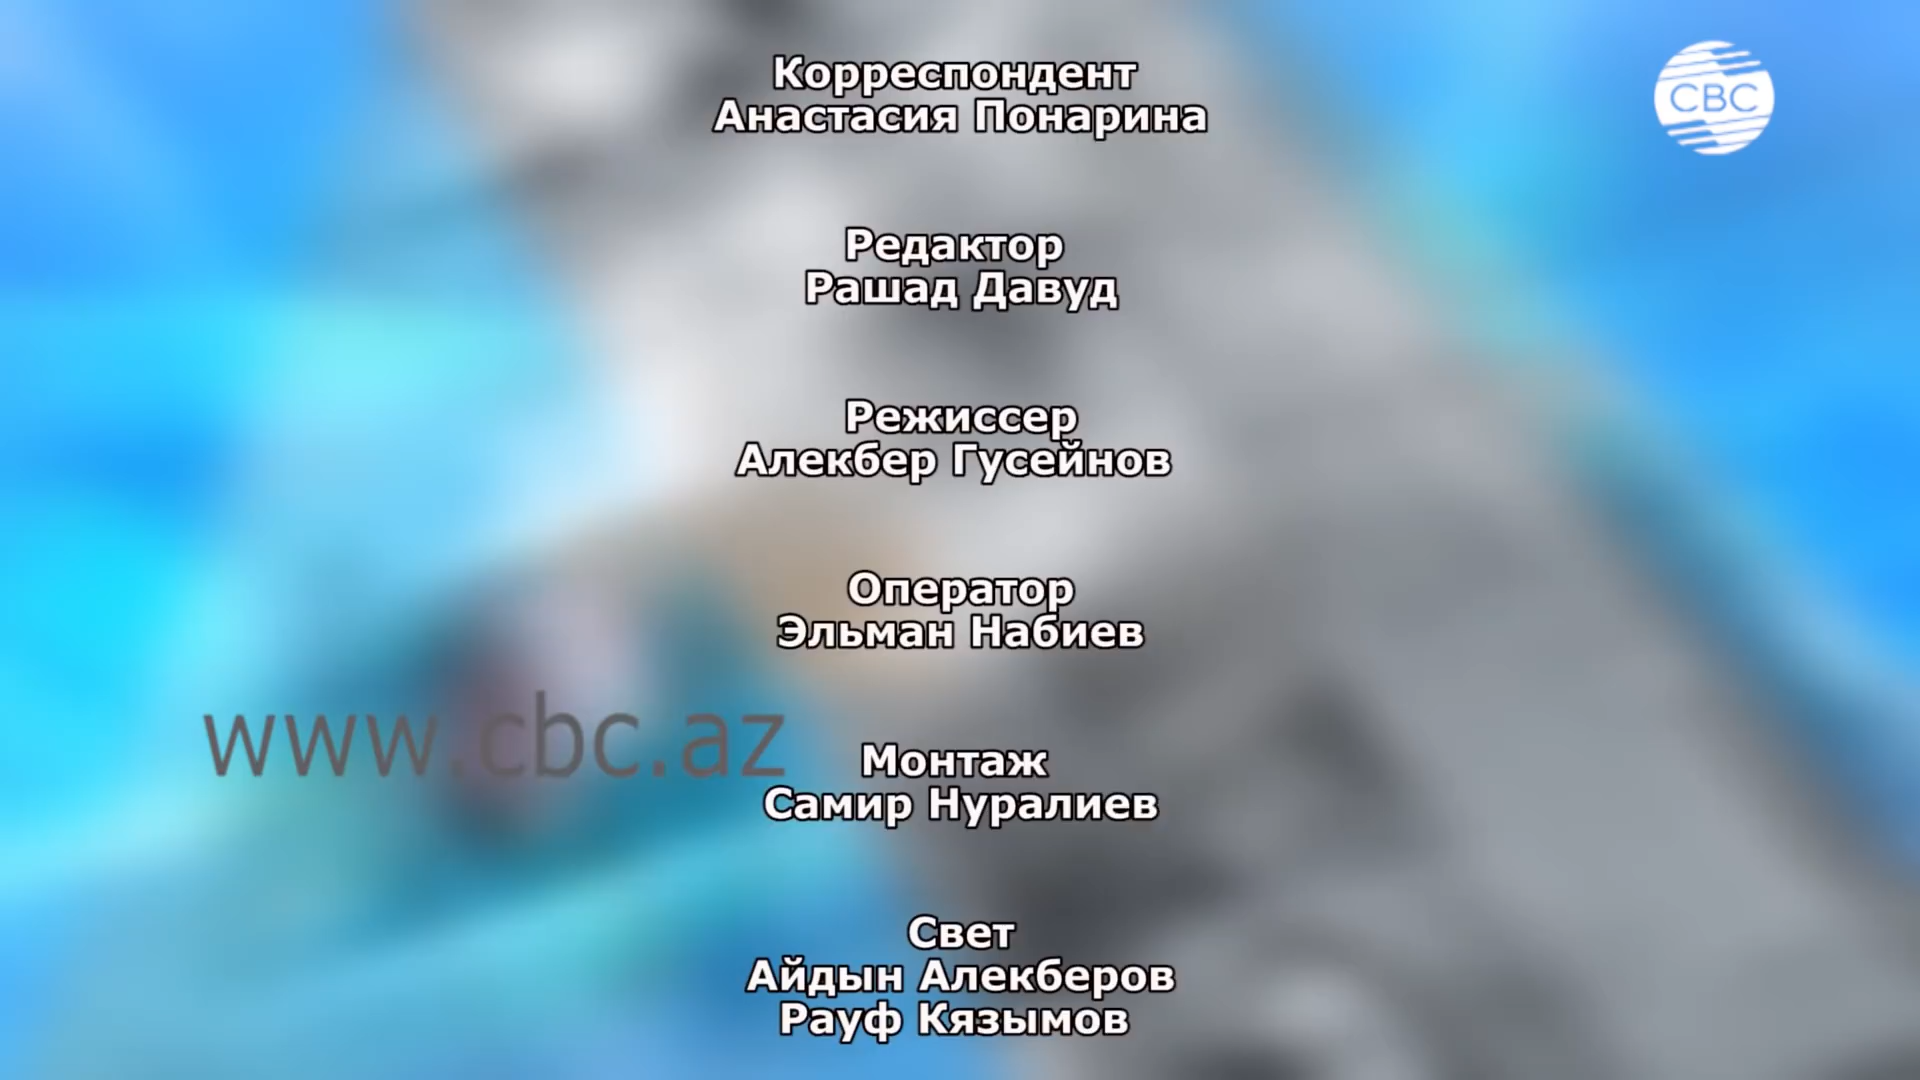 Корреспондент
Анастасия Понарина
CBC
Редактор
Рашад Давуд
Режиссер
Алекбер Гусейнов
Оператор
Эльман Набиев
www.cbc.az
Монтаж
Самир Нуралиев
Свет
Айдын Алекберов
Рауф Кязымов